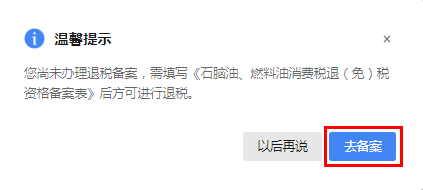 温馨提示
您尚未办理退税备案，需填写《石脑油、燃料油消费税退（免）税
资格备案表》后方可进行退税。
以后再说 去备案